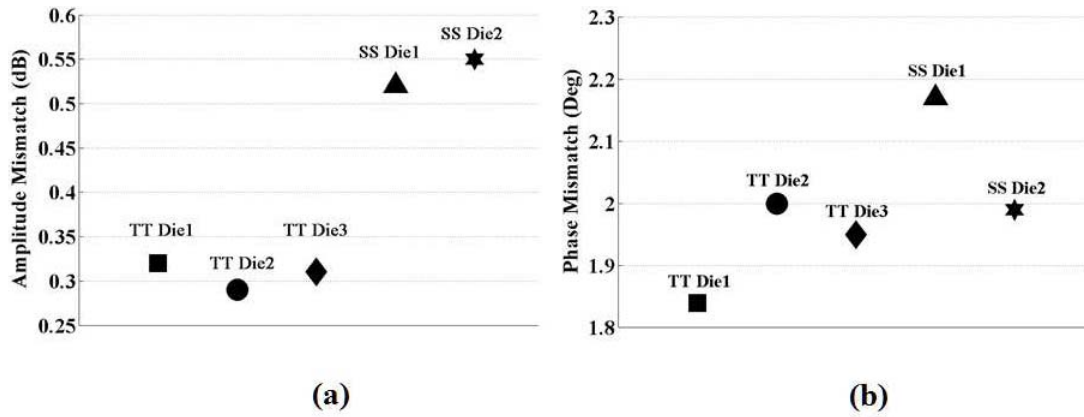 Amplitude Mismatch (dB)
0.6
0.55
0.5
0.45
0.4
0.35
0.3
0.25
TT Die1
TT Die2
TT Die3
SS Die1
SS Die2
(a)
Phase Mismatch (Deg)
2.3
2.2
2.1
2
1.9
1.8
TT Die1
TT Die2
TT Die3
SS Die1
SS Die2
(b)